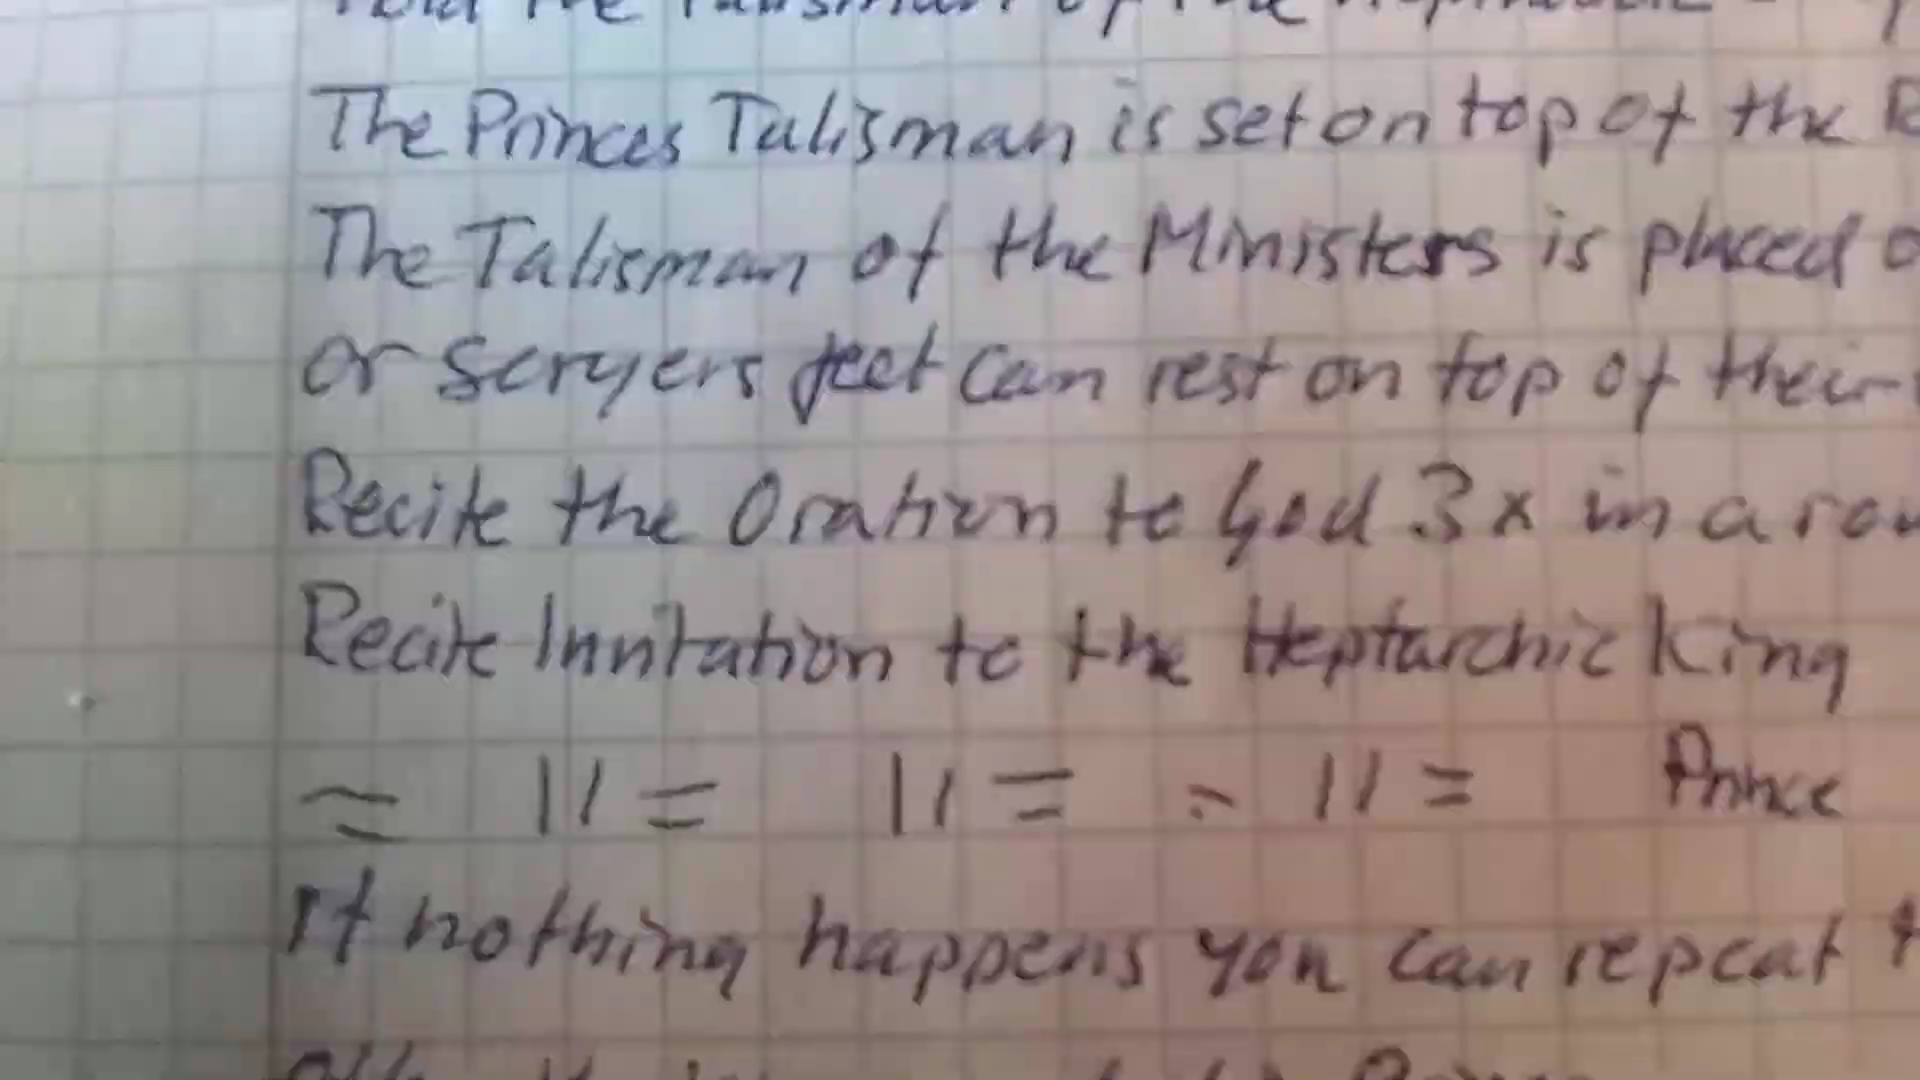 The Princes Talisman is set on top of the
The Talisman of the Ministers is placed
or scryers feet can rest on top of their
Recite the Oration to God 3x in a row
Recite Invitation to the Heptarchic King
= 11 = 11 = = 11 = Prince
If nothing happens you can repeat